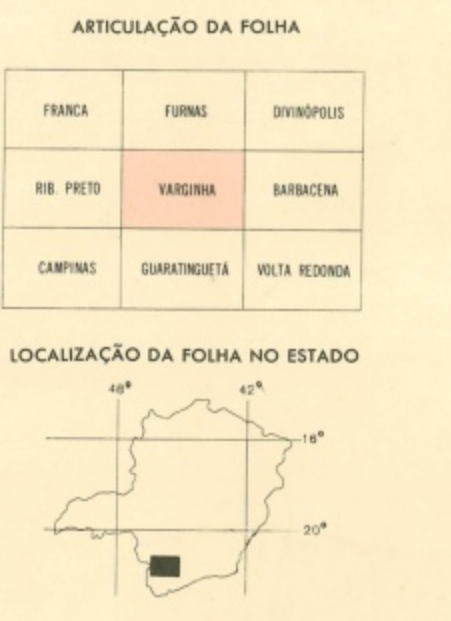 ARTICULAÇÃO DA FOLHA
FRANCA FURNAS DIVINÓPOLIS
RIB. PRETO VARGINHA BARBACENA
CAMPINAS GUARATINGUETÁ VOLTA REDONDA
LOCALIZAÇÃO DA FOLHA NO ESTADO
48° 42°
16°
20°